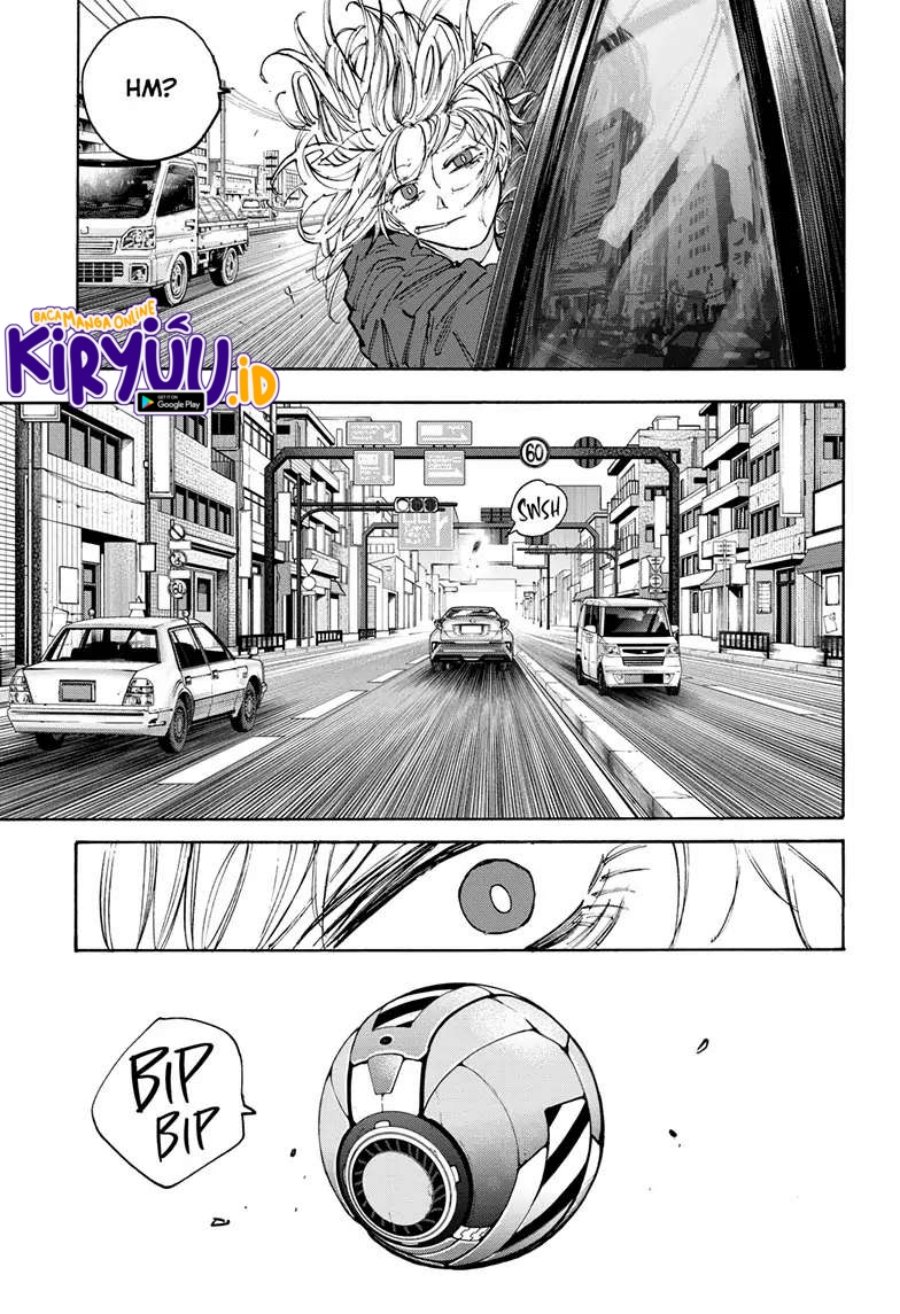 HM?
BACA MANGA ONLINE
KIRYUU.iD
GET IT ON
Google Play
60
SWSH
BIP
BIP